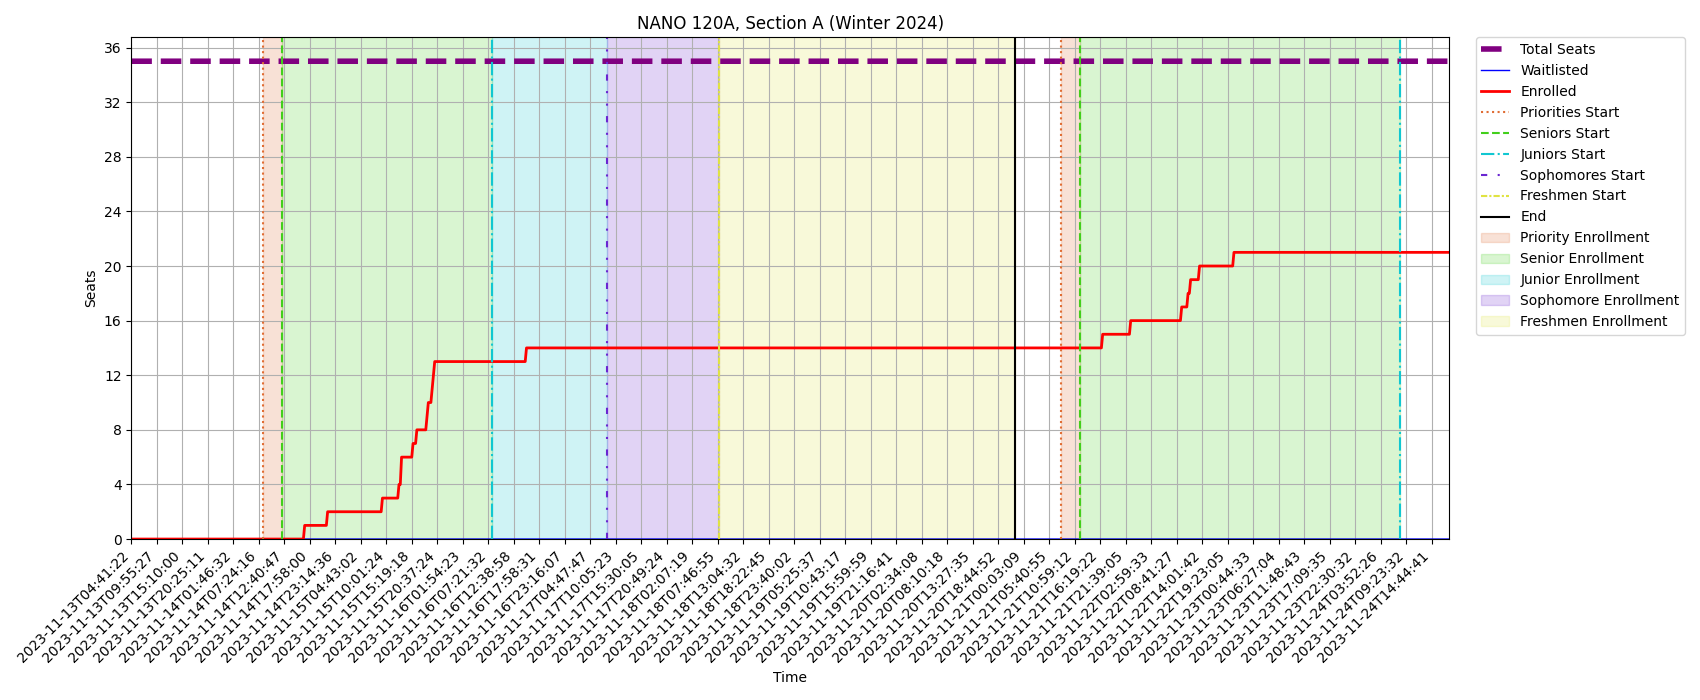 NANO 120A, Section A (Winter 2024)
Seats
36
32
28
24
20
16
12
8
4
0
2023-11-13T04:41:22
2023-11-13T09:55:27
2023-11-13T15:10:00
2023-11-13T20:25:11
2023-11-14T01:46:32
2023-11-14T07:24:16
2023-11-14T12:40:47
2023-11-14T17:58:00
2023-11-14T23:14:36
2023-11-15T04:43:02
2023-11-15T10:01:24
2023-11-15T15:19:18
2023-11-15T20:37:24
2023-11-16T01:54:23
2023-11-16T07:21:32
2023-11-16T12:38:58
2023-11-16T17:58:31
2023-11-16T23:16:07
2023-11-17T04:47:47
2023-11-17T10:05:23
2023-11-17T15:30:05
2023-11-17T20:49:24
2023-11-18T02:07:19
2023-11-18T07:46:55
2023-11-18T13:04:32
2023-11-18T18:22:45
2023-11-18T23:40:02
2023-11-19T05:25:37
2023-11-19T10:43:17
2023-11-19T15:59:59
2023-11-19T21:16:41
2023-11-20T02:34:08
2023-11-20T08:10:18
2023-11-20T13:27:35
2023-11-20T18:44:52
2023-11-21T00:03:09
2023-11-21T05:40:55
2023-11-21T10:59:12
2023-11-21T16:19:22
2023-11-21T21:39:05
2023-11-22T02:59:33
2023-11-22T08:41:27
2023-11-22T14:01:42
2023-11-22T19:23:05
2023-11-23T00:44:33
2023-11-23T06:27:04
2023-11-23T11:48:43
2023-11-23T17:09:35
2023-11-23T22:30:32
2023-11-24T03:52:26
2023-11-24T09:23:32
2023-11-24T14:44:41
Time
Total Seats
Waitlisted
Enrolled
Priorities Start
Seniors Start
Juniors Start
Sophomores Start
Freshmen Start
End
Priority Enrollment
Senior Enrollment
Junior Enrollment
Sophomore Enrollment
Freshmen Enrollment